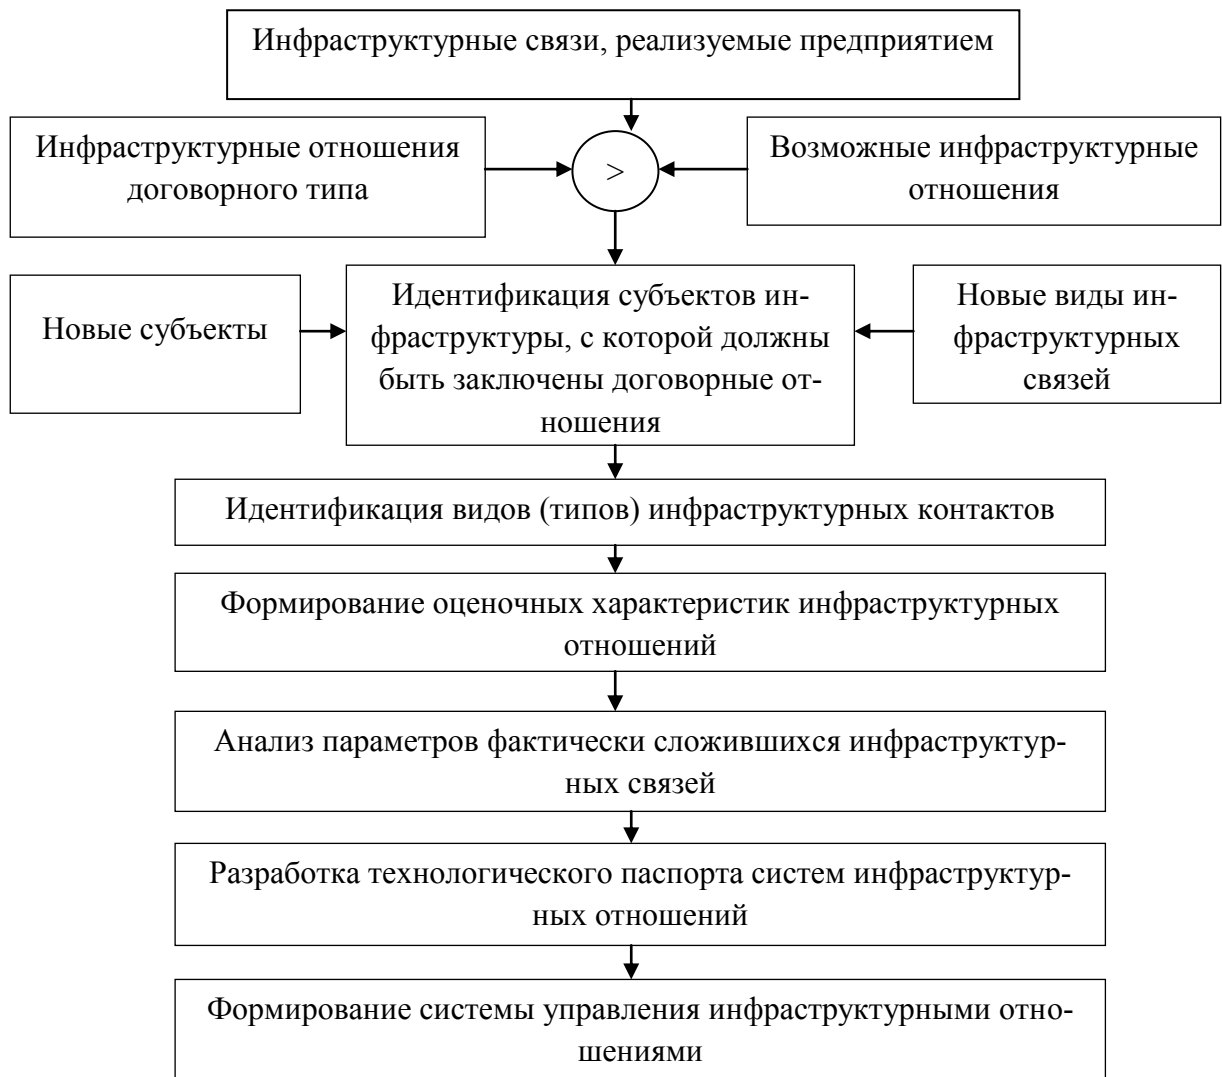 Инфраструктурные связи, реализуемые предприятием
Инфраструктурные отношения
договорного типа
>
Возможные инфраструктурные
отношения
Новые субъекты
Идентификация субъектов ин-
фраструктуры, с которой должны
быть заключены договорные от-
ношения
Новые виды ин-
фраструктурных
связей
Идентификация видов (типов) инфраструктурных контактов
Формирование оценочных характеристик инфраструктурных
отношений
Анализ параметров фактически сложившихся инфраструктур-
ных связей
Разработка технологического паспорта систем инфраструктур-
ных отношений
Формирование системы управления инфраструктурными отно-
шениями